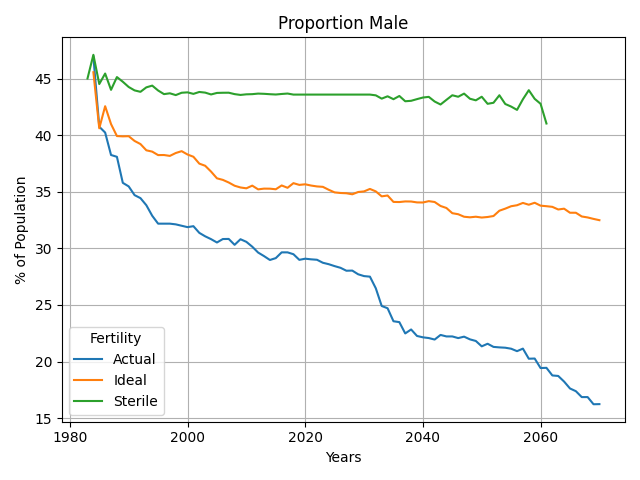 Proportion Male
% of Population
45
40
35
30
25
20
15
Fertility
Actual
Ideal
Sterile
1980 2000 2020 2040 2060
Years